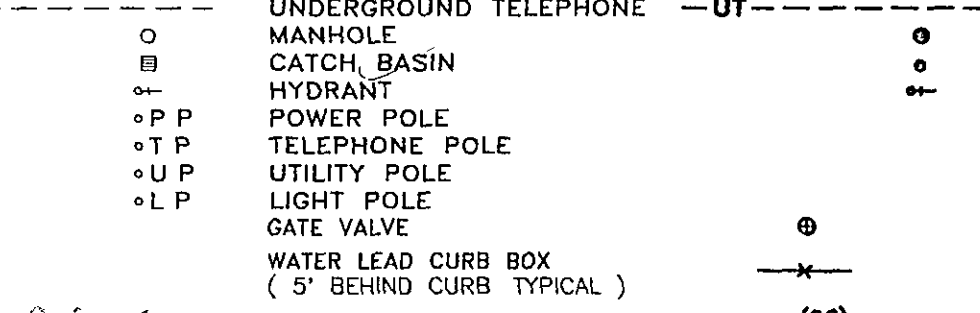 UNDERGROUND TELEPHONE —UT— — — — —
MANHOLE
CATCH BASIN
HYDRANT
∘P P POWER POLE
∘T P TELEPHONE POLE
∘U P UTILITY POLE
∘L P LIGHT POLE
GATE VALVE
WATER LEAD CURB BOX
( 5' BEHIND CURB TYPICAL )